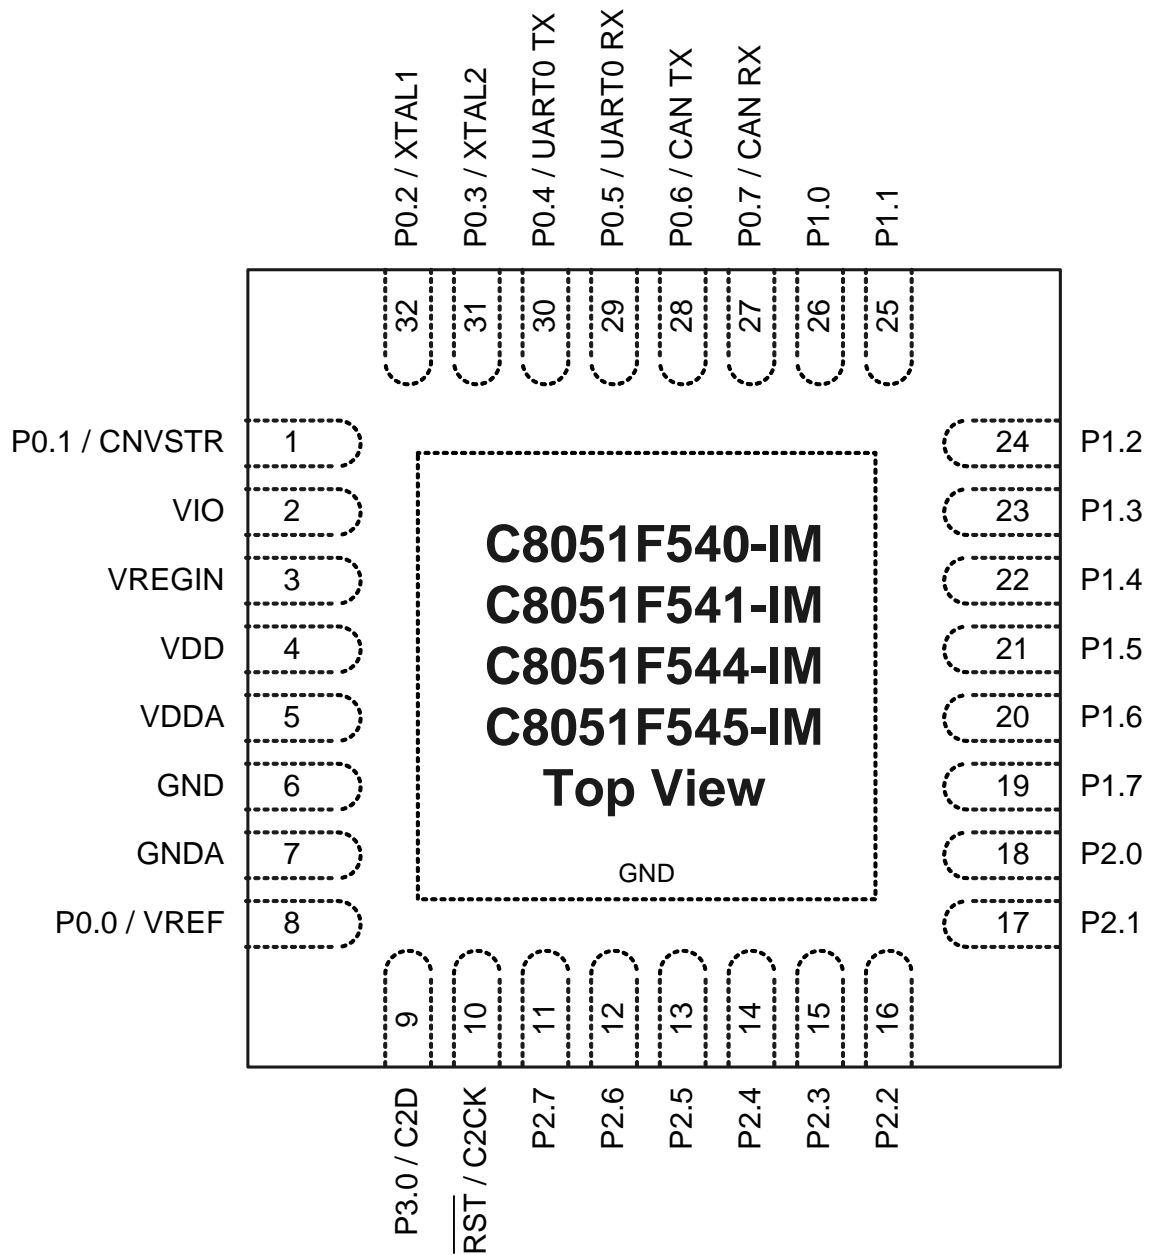 P0.2 / XTAL1
P0.3 / XTAL2
P0.4 / UART0 TX
P0.5 / UART0 RX
P0.6 / CAN TX
P0.7 / CAN RX
P1.0
P1.1
32
31
30
29
28
27
26
25
P0.1 / CNVSTR 1
VIO 2
VREGIN 3
VDD 4
VDDA 5
GND 6
GNDA 7
P0.0 / VREF 8
C8051F540-IM
C8051F541-IM
C8051F544-IM
C8051F545-IM
Top View
GND
24 P1.2
23 P1.3
22 P1.4
21 P1.5
20 P1.6
19 P1.7
18 P2.0
17 P2.1
9
10
11
12
13
14
15
16
P3.0 / C2D
RST / C2CK
P2.7
P2.6
P2.5
P2.4
P2.3
P2.2